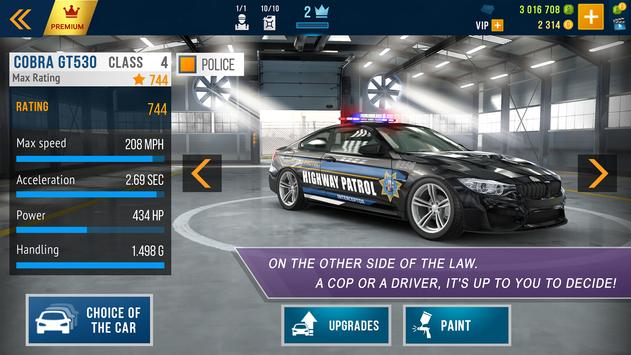 PREMIUM
1/1
10/10
2
VIP
3 016 708
2 314
COBRA GT530 CLASS 4
Max Rating 744
POLICE
RATING 744
Max speed 208 MPH
Acceleration 2.69 SEC
Power 434 HP
Handling 1.498 G
HIGHWAY PATROL
INTERCEPTOR
ON THE OTHER SIDE OF THE LAW.
A COP OR A DRIVER, IT'S UP TO YOU TO DECIDE!
CHOICE OF
THE CAR
UPGRADES
PAINT